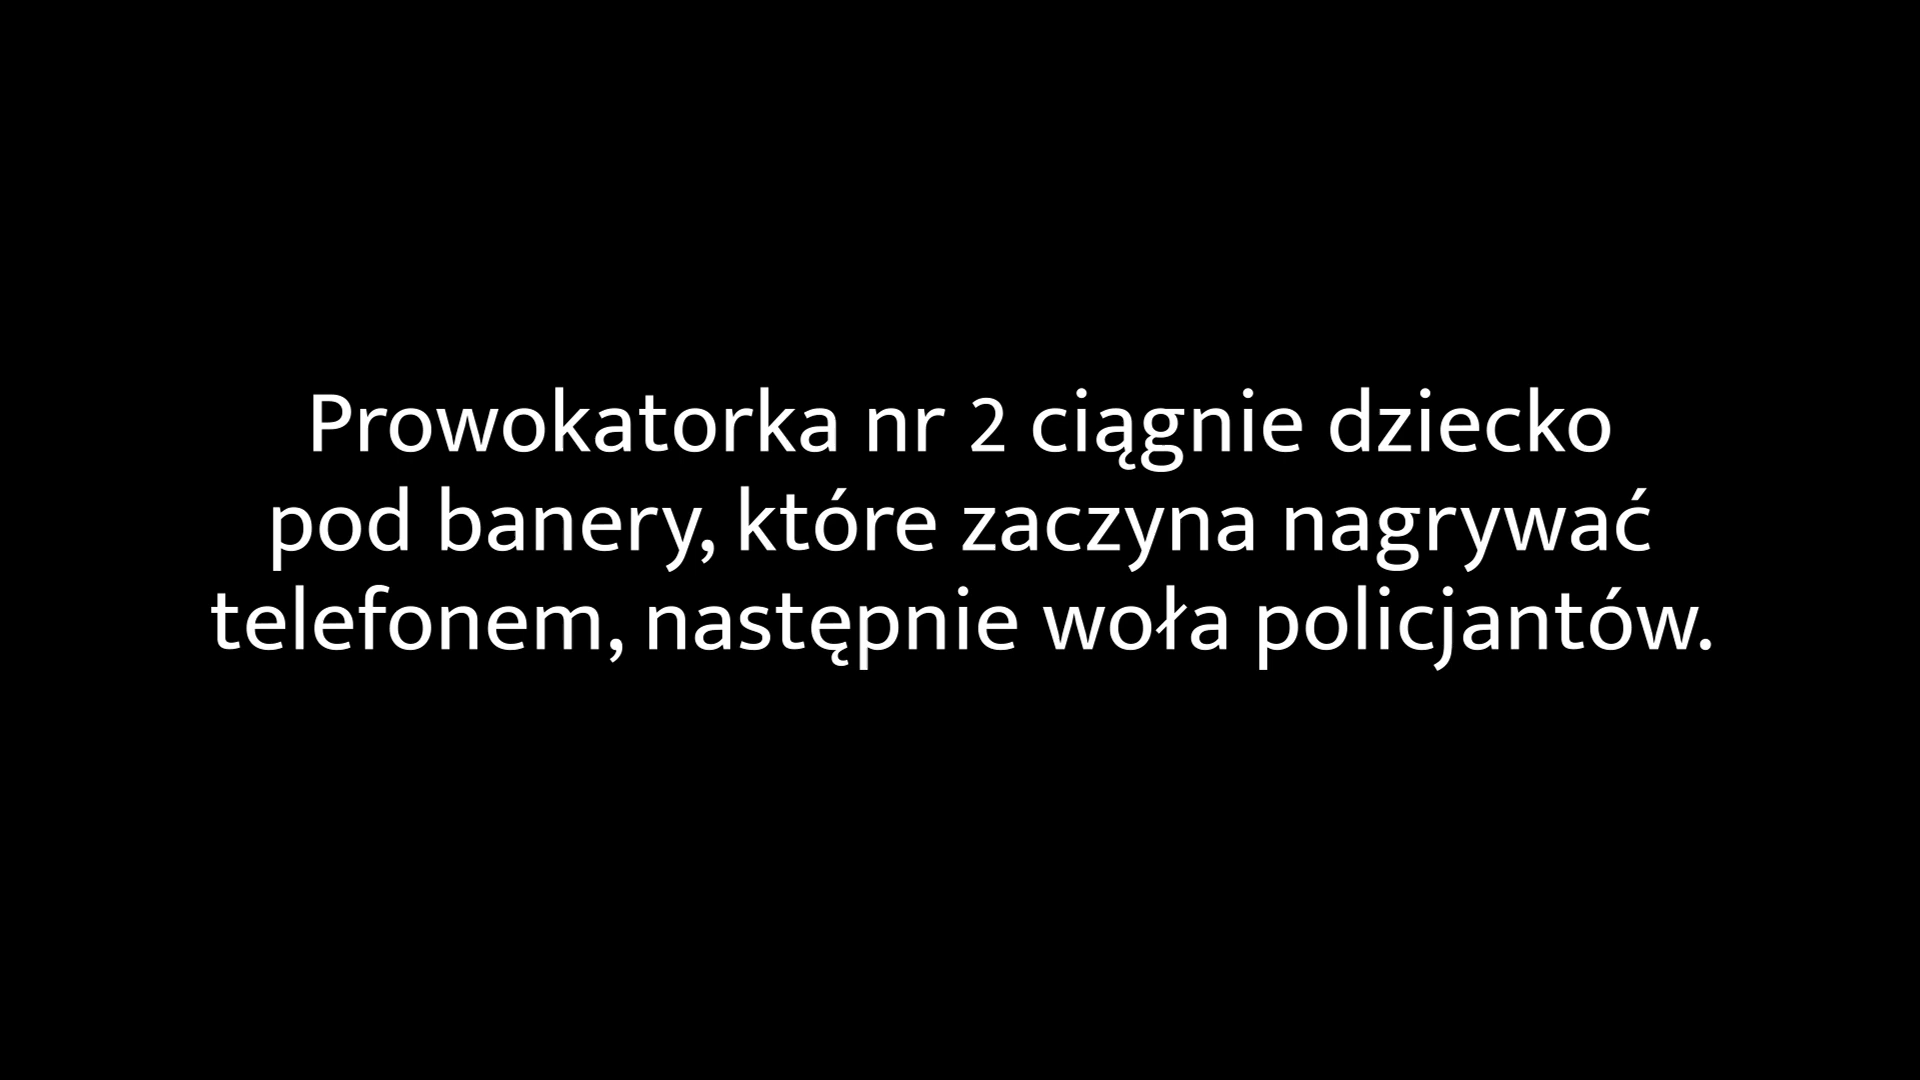 Prowokatorka nr 2 ciągnie dziecko
pod banery, które zaczyna nagrywać
telefonem, następnie woła policjantów.